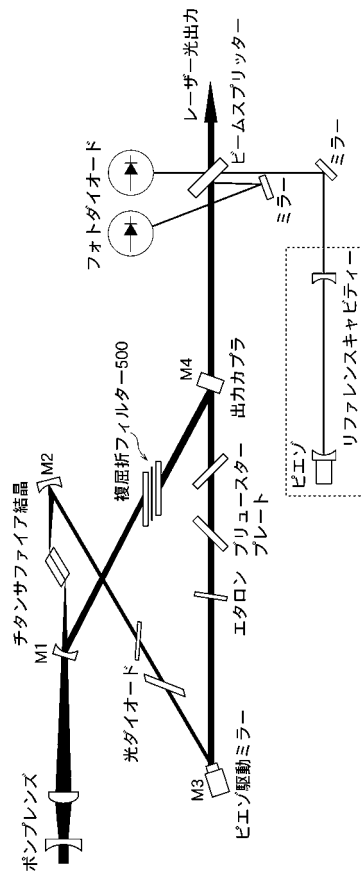 ポンプレンズ
チタンサファイア結晶
M1
M2
複屈折フィルター500
フォトダイオード
レーザー光出力
ビームスプリッター
光ダイオード
M4
ミラー
ミラー
M3
ピエゾ駆動ミラー
エタロン
ブリュースター
プレート
出力カプラ
ピエゾ
リファレンスキャビティー